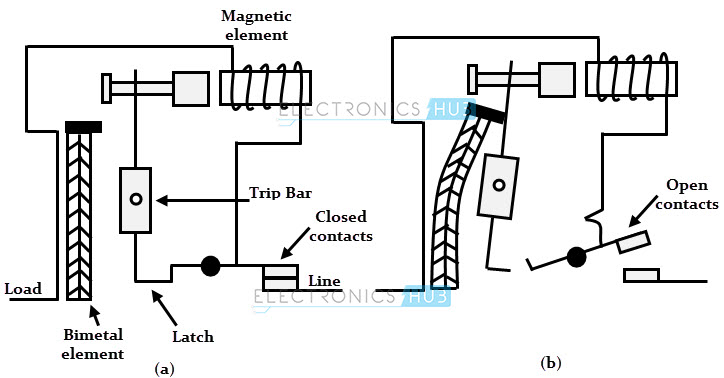 Magnetic
element
ELECTRONICS HUB
Trip Bar
Closed
contacts
Open
contacts
Load
Line
ELECTRONICS HUB
Bimetal
element
Latch
(a)
(b)